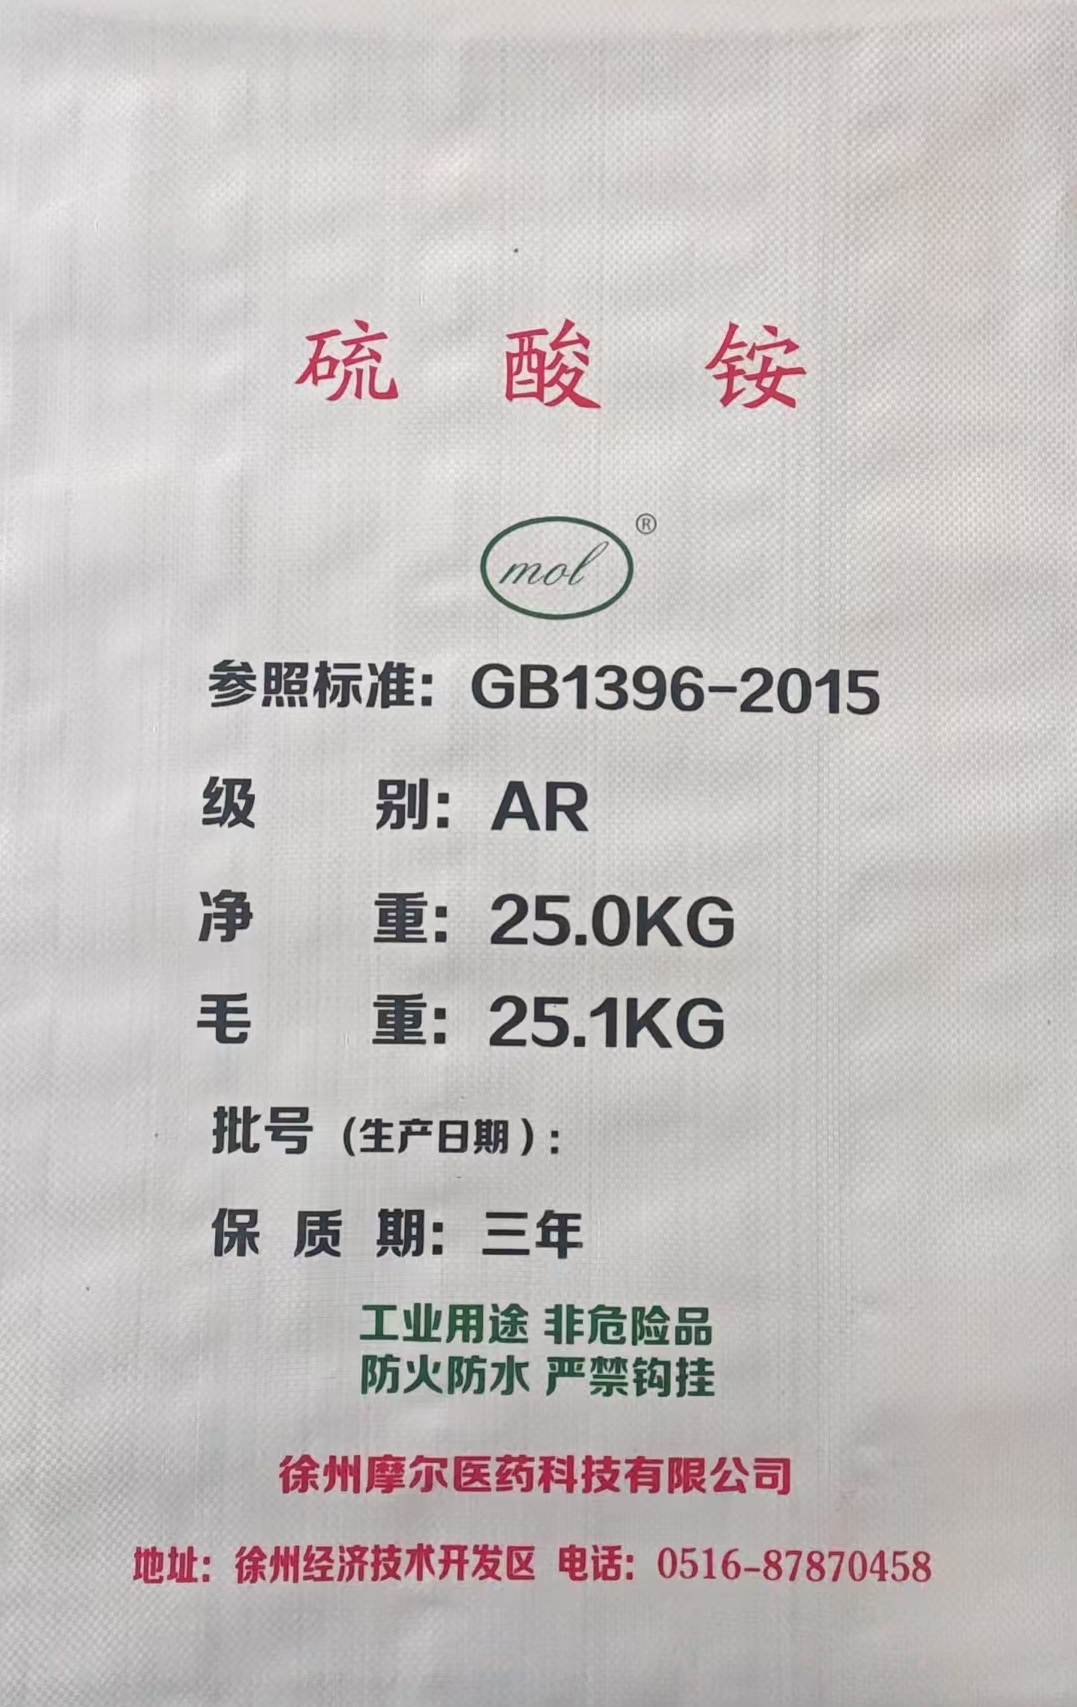 硫 酸 铵
mol ®
参照标准：GB1396-2015
级 别：AR
净 重：25.0KG
毛 重：25.1KG
批号（生产日期）：
保 质 期：三年
工业用途 非危险品
防火防水 严禁钩挂
徐州摩尔医药科技有限公司
地址：徐州经济技术开发区 电话：0516-87870458